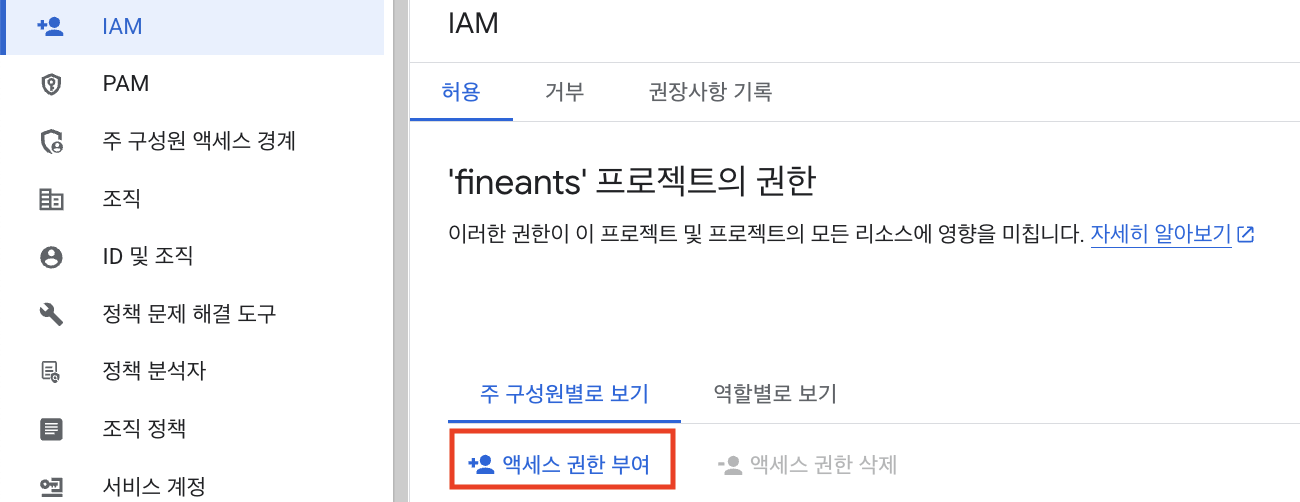 IAM
PAM
주 구성원 액세스 경계
조직
ID 및 조직
정책 문제 해결 도구
정책 분석자
조직 정책
서비스 계정
IAM
허용 거부 권장사항 기록
'fineants' 프로젝트의 권한
이러한 권한이 이 프로젝트 및 프로젝트의 모든 리소스에 영향을 미칩니다. 자세히 알아보기
주 구성원별로 보기 역할별로 보기
액세스 권한 부여 액세스 권한 삭제